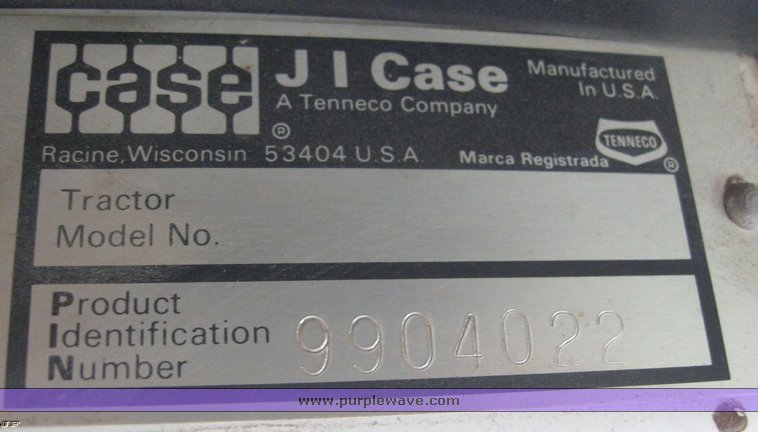 case
J I Case
A Tenneco Company
Manufactured
In U.S.A.
®
TENNECO
®
Racine, Wisconsin 53404 U.S.A. Marca Registrada
Tractor
Model No.
Product
Identification
Number
9904022
www.purplewave.com